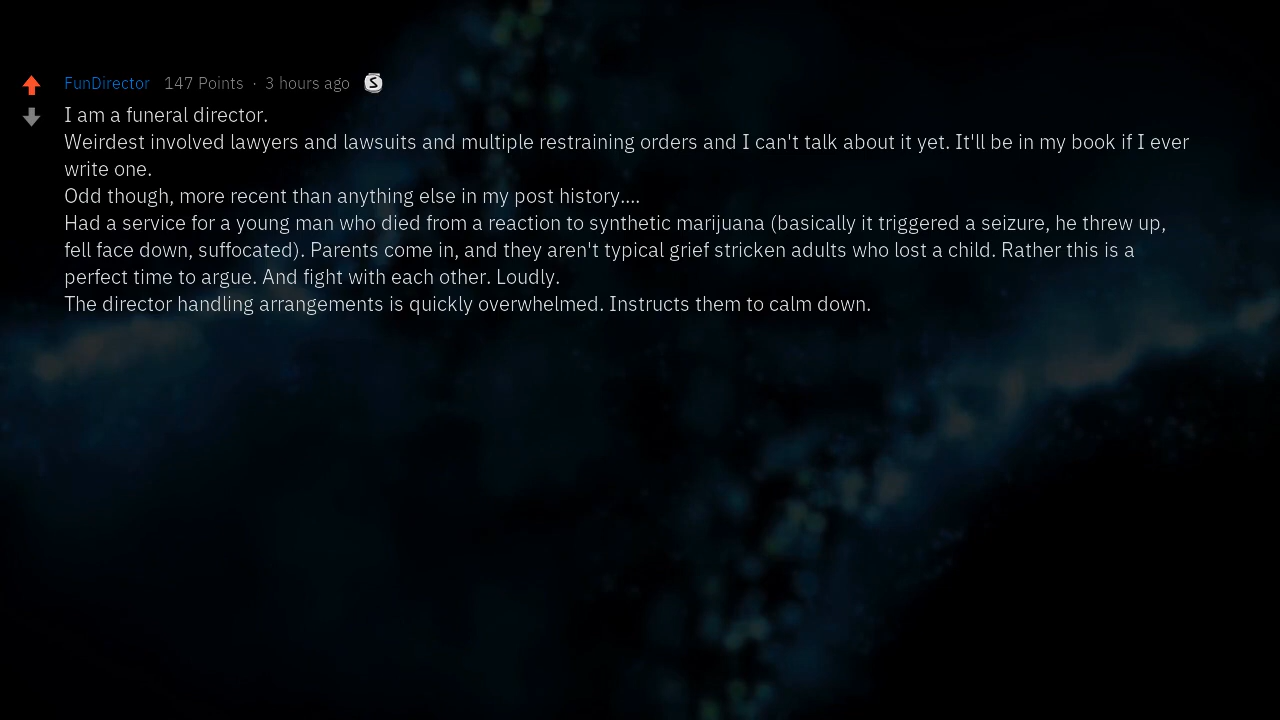 FunDirector 147 Points · 3 hours ago S
I am a funeral director.
Weirdest involved lawyers and lawsuits and multiple restraining orders and I can't talk about it yet. It'll be in my book if I ever
write one.
Odd though, more recent than anything else in my post history....
Had a service for a young man who died from a reaction to synthetic marijuana (basically it triggered a seizure, he threw up,
fell face down, suffocated). Parents come in, and they aren't typical grief stricken adults who lost a child. Rather this is a
perfect time to argue. And fight with each other. Loudly.
The director handling arrangements is quickly overwhelmed. Instructs them to calm down.